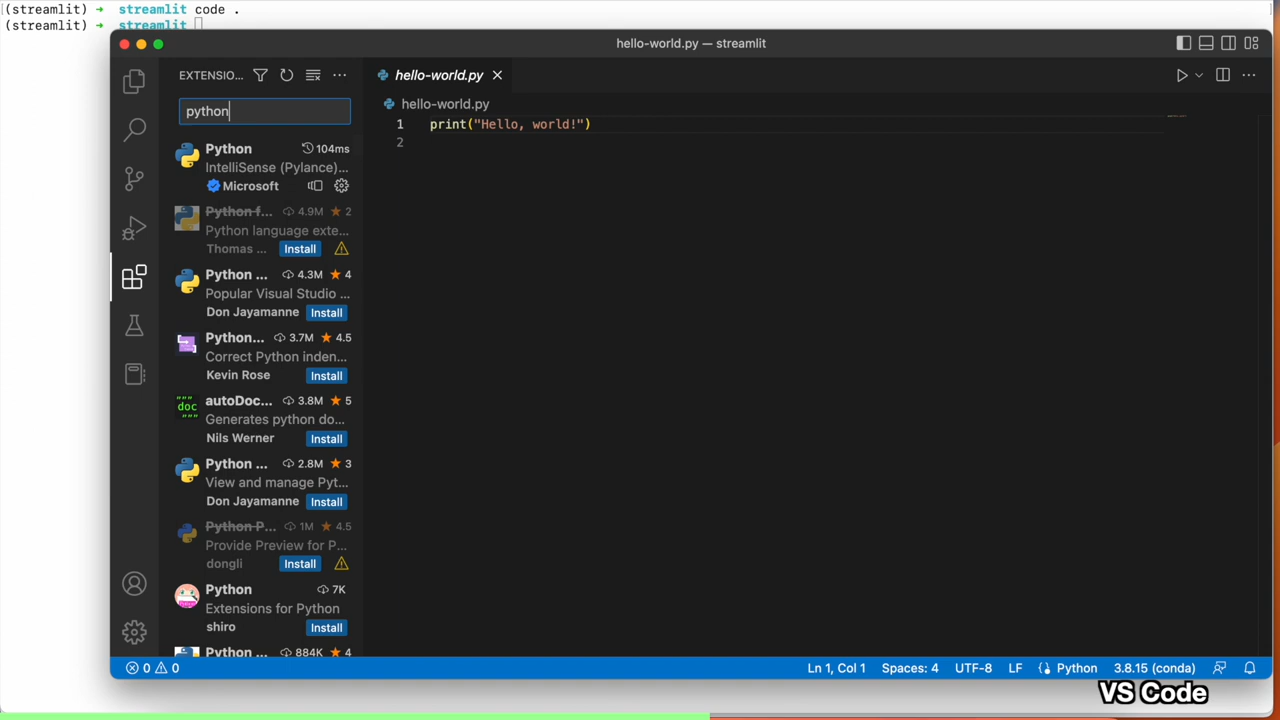 (streamlit) ➜ streamlit code .
(streamlit) ➜ streamlit
hello-world.py — streamlit
EXTENSIO...
hello-world.py
python
hello-world.py
1 print("Hello, world!")
2
Python 104ms
IntelliSense (Pylance)...
Microsoft
Python f... 4.9M ★ 2
Python language exte...
Thomas ... Install
Python ... 4.3M ★ 4
Popular Visual Studio ...
Don Jayamanne Install
Python... 3.7M ★ 4.5
Correct Python inden...
Kevin Rose Install
doc autoDoc... 3.8M ★ 5
Generates python do...
Nils Werner Install
Python ... 2.8M ★ 3
View and manage Pyt...
Don Jayamanne Install
Python P... 1M ★ 4.5
Provide Preview for P...
dongli Install
Python 7K
Extensions for Python
shiro Install
Python ... 884K ★ 4
0 0 Ln 1, Col 1 Spaces: 4 UTF-8 LF Python 3.8.15 (conda)
VS Code